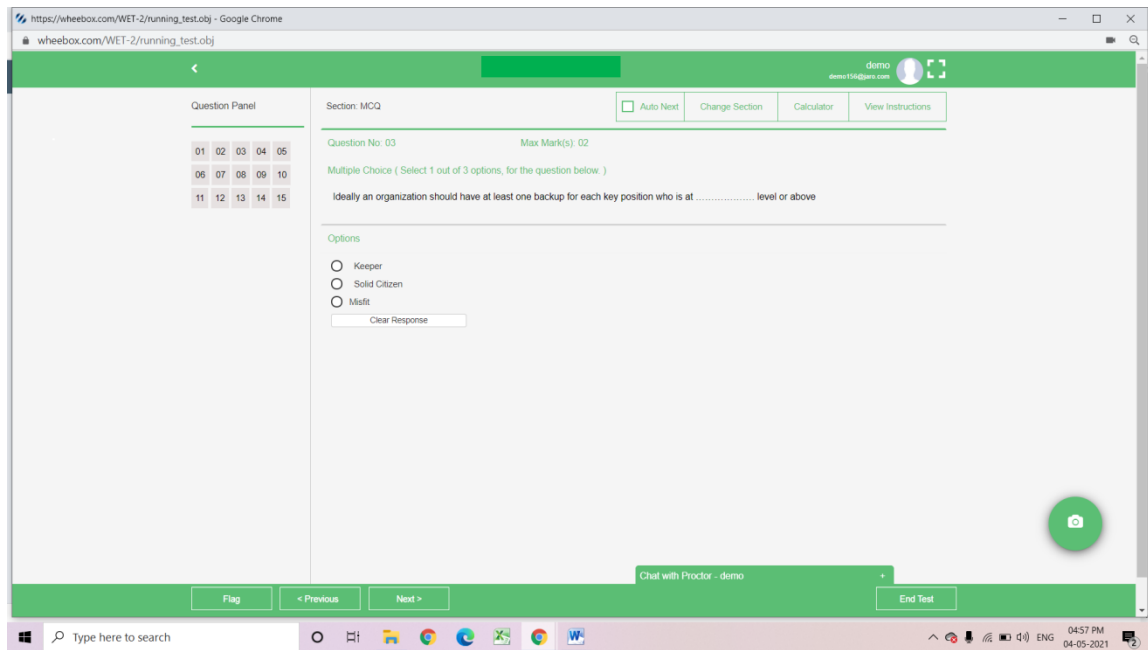 https://wheebox.com/WET-2/running_test.obj - Google Chrome
wheebox.com/WET-2/running_test.obj
demo
demo156@jaro.com
Question Panel
01 02 03 04 05
06 07 08 09 10
11 12 13 14 15
Section: MCQ
Auto Next Change Section Calculator View Instructions
Question No: 03 Max Mark(s): 02
Multiple Choice ( Select 1 out of 3 options, for the question below. )
Ideally an organization should have at least one backup for each key position who is at ................... level or above
Options
Keeper
Solid Citizen
Misfit
Clear Response
Chat with Proctor - demo +
Flag < Previous Next > End Test
Type here to search
ENG 04:57 PM
04-05-2021
2